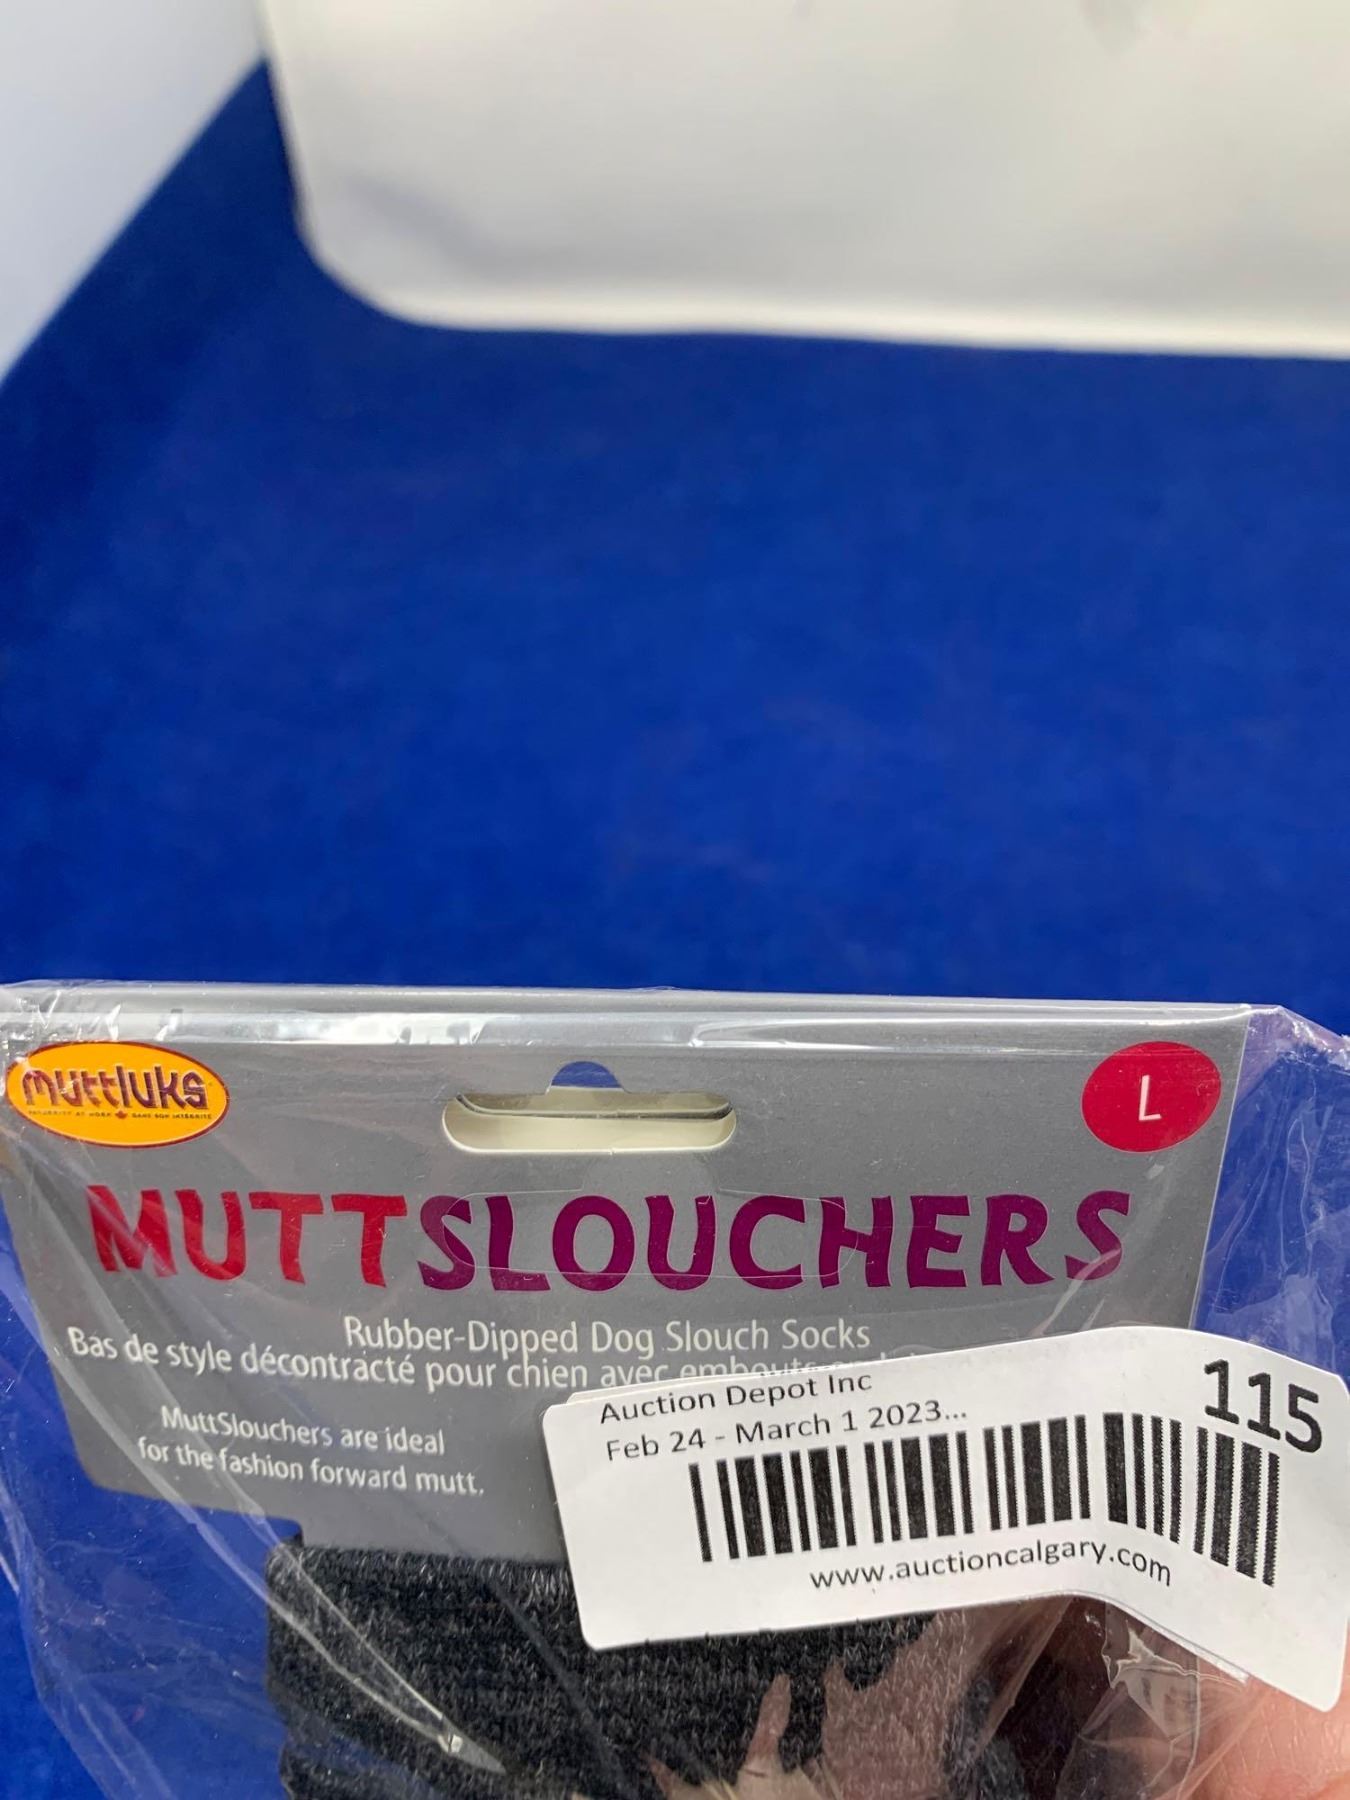 muttluks
L
MUTTSLOUCHERS
Rubber-Dipped Dog Slouch Socks
Bas de style décontracté pour chien avec
MuttSlouchers are ideal
for the fashion forward mutt.
115
Auction Depot Inc
Feb 24 - March 1 2023...
www.auctioncalgary.com